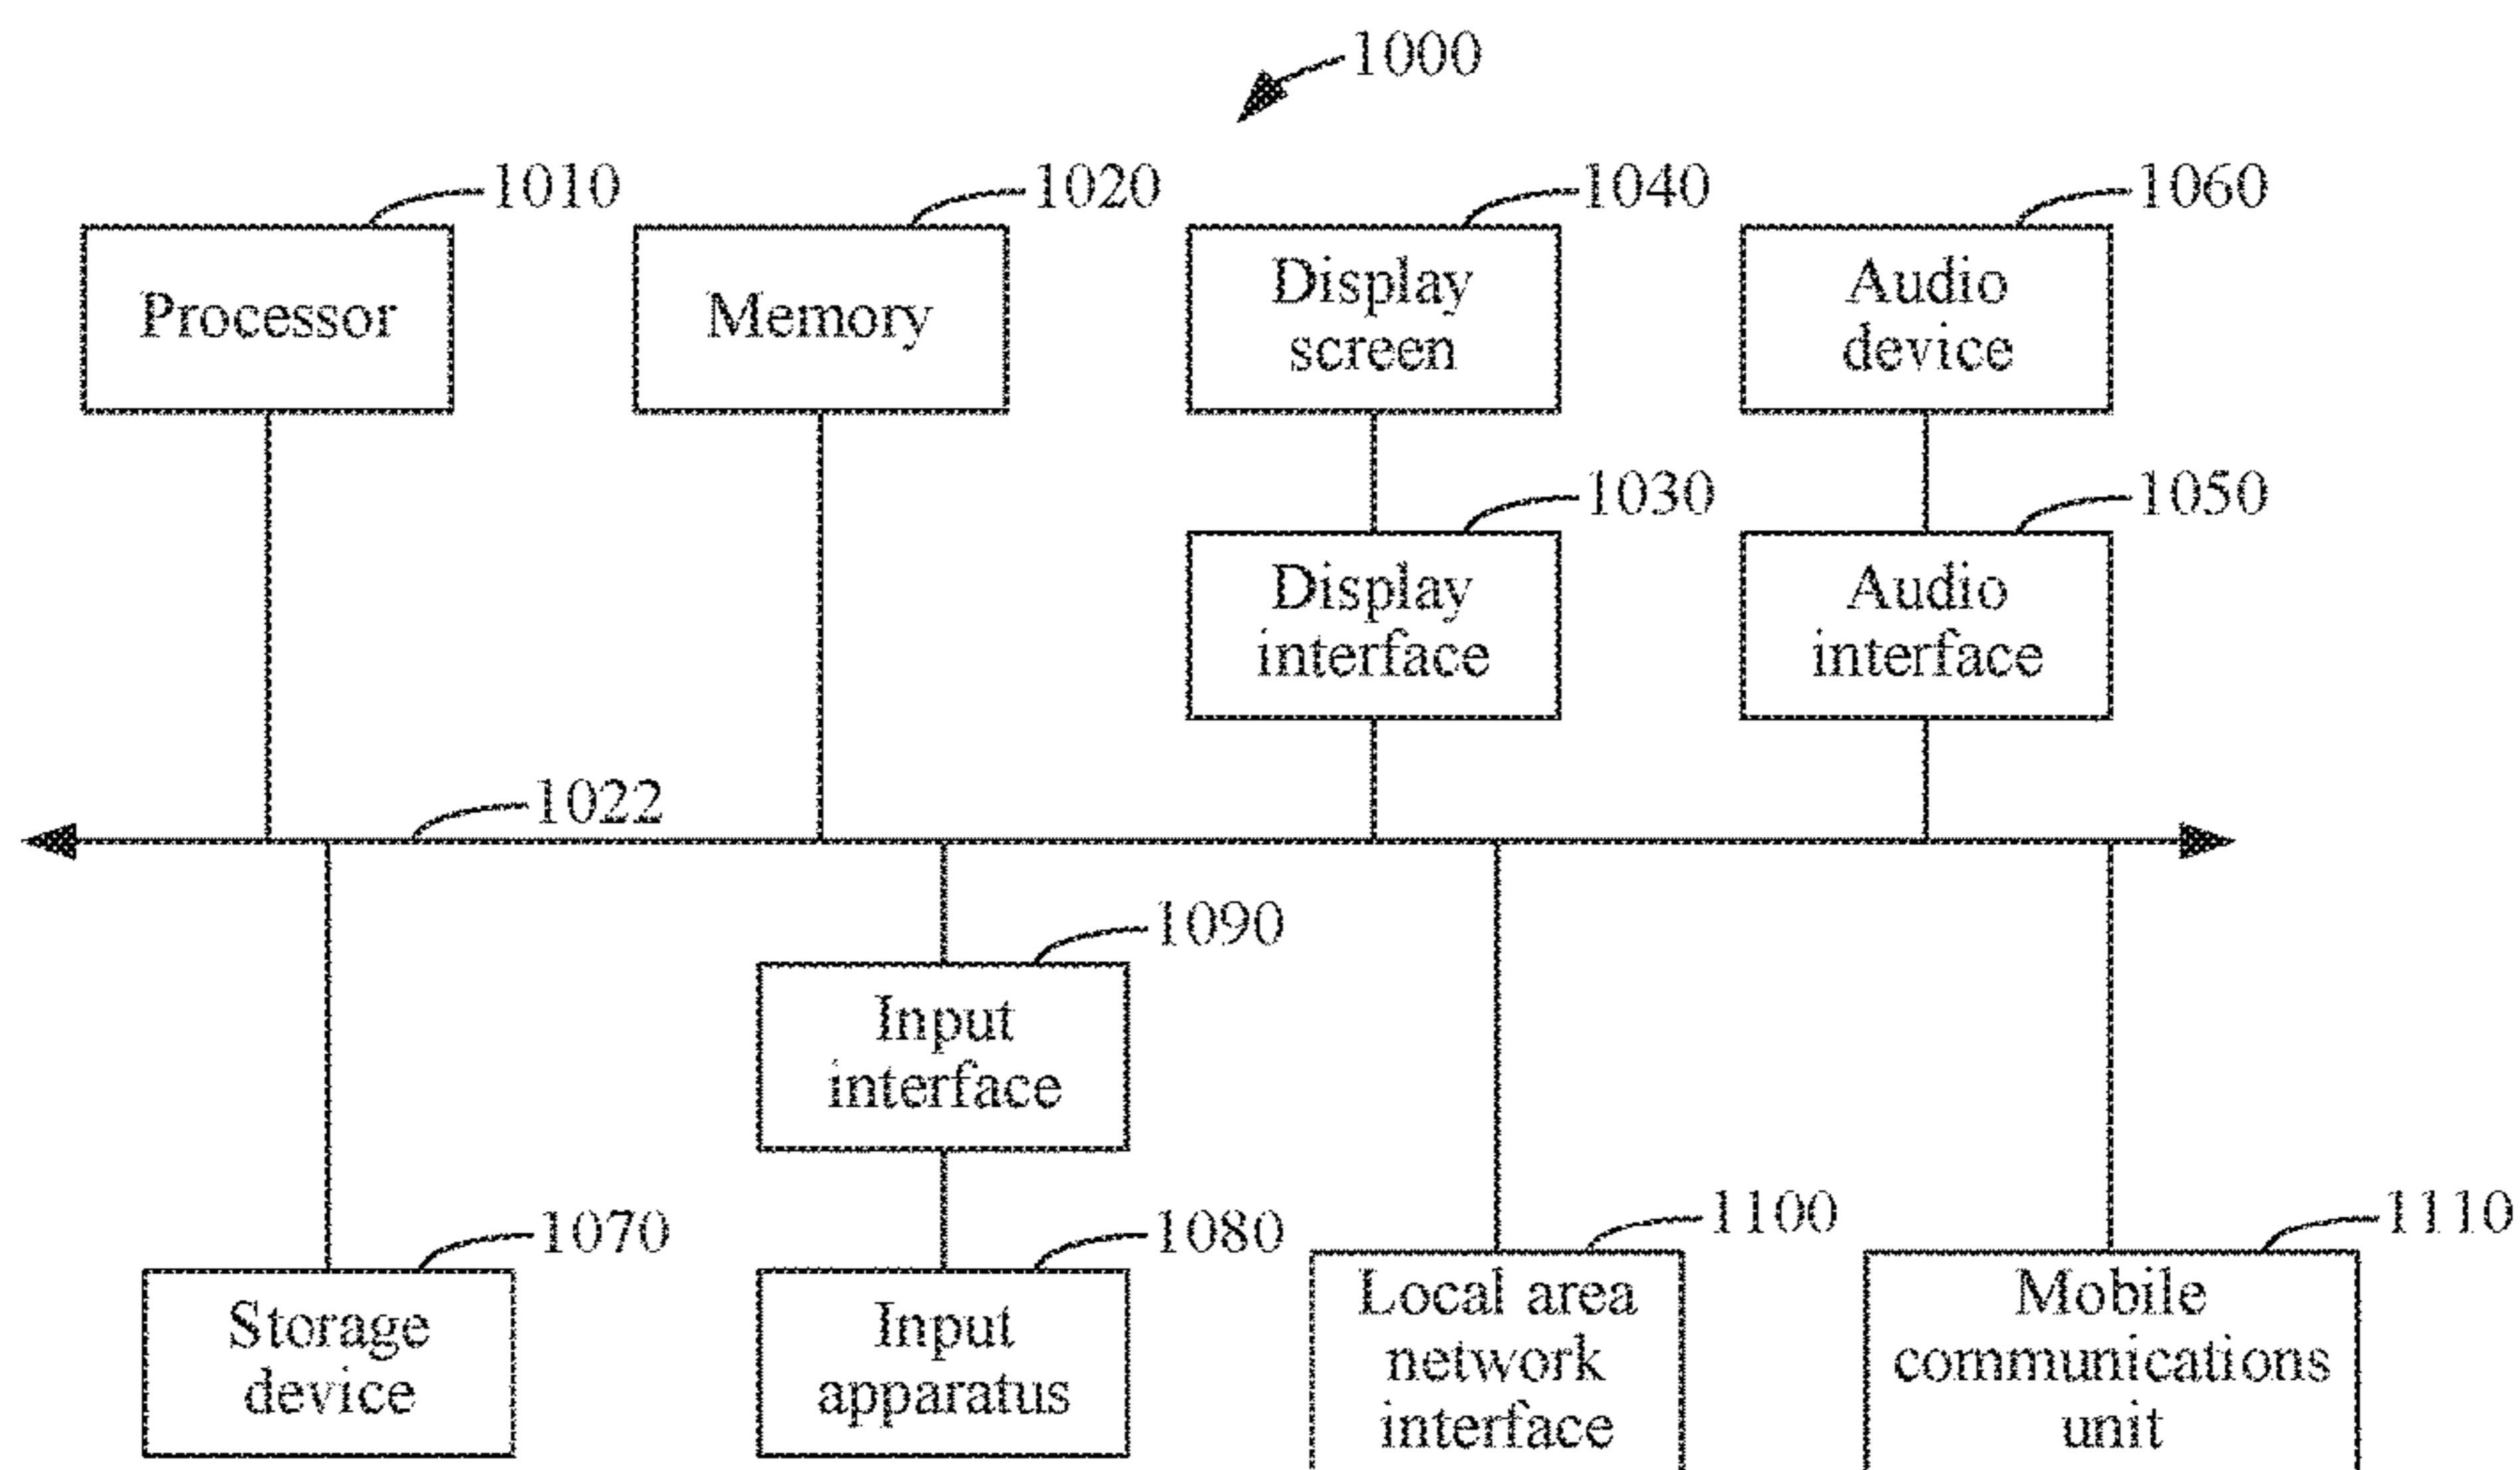 1000
1010
1020
1040
1060
Processor
Memory
Display
screen
Audio
device
1030
1050
Display
interface
Audio
interface
1022
1090
Input
interface
1070
1080
1100
1110
Storage
device
Input
apparatus
Local area
network
interface
Mobile
communications
unit